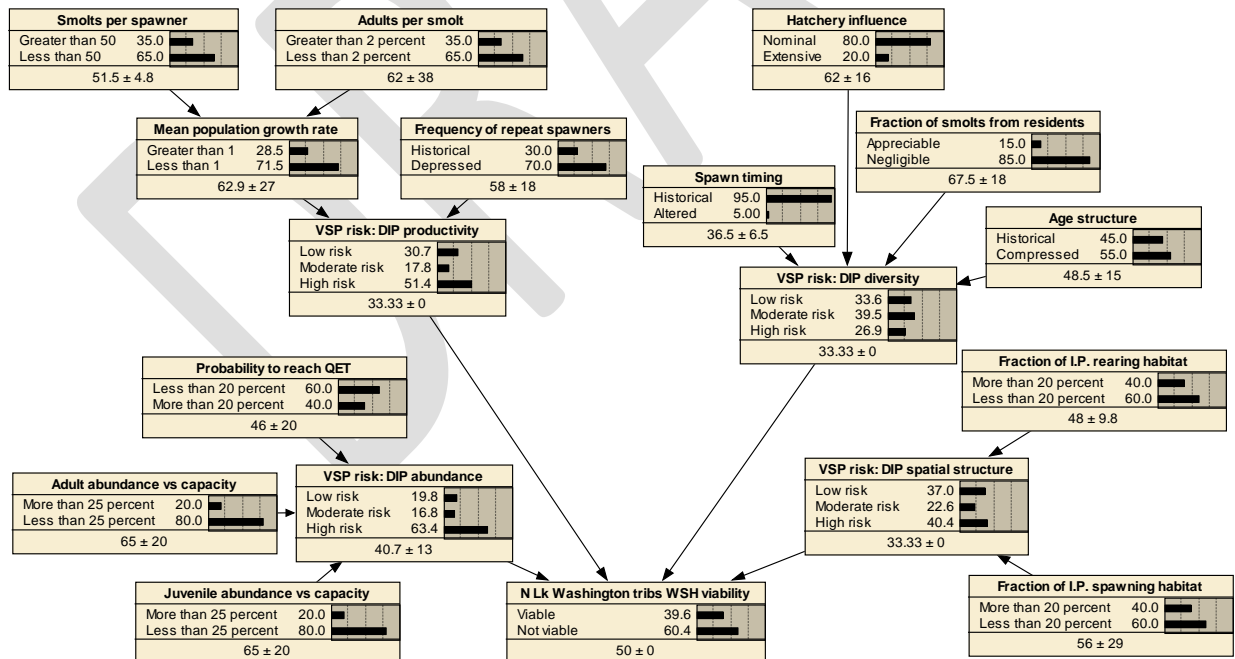 Smolts per spawner
Greater than 50 35.0
Less than 50 65.0
51.5 ± 4.8
Adults per smolt
Greater than 2 percent 35.0
Less than 2 percent 65.0
62 ± 38
Hatchery influence
Nominal 80.0
Extensive 20.0
62 ± 16
Mean population growth rate
Greater than 1 28.5
Less than 1 71.5
62.9 ± 27
Frequency of repeat spawners
Historical 30.0
Depressed 70.0
58 ± 18
Fraction of smolts from residents
Appreciable 15.0
Negligible 85.0
67.5 ± 18
Spawn timing
Historical 95.0
Altered 5.00
36.5 ± 6.5
Age structure
Historical 45.0
Compressed 55.0
48.5 ± 15
VSP risk: DIP productivity
Low risk 30.7
Moderate risk 17.8
High risk 51.4
33.33 ± 0
VSP risk: DIP diversity
Low risk 33.6
Moderate risk 39.5
High risk 26.9
33.33 ± 0
Probability to reach QET
Less than 20 percent 60.0
More than 20 percent 40.0
46 ± 20
Fraction of I.P. rearing habitat
More than 20 percent 40.0
Less than 20 percent 60.0
48 ± 9.8
Adult abundance vs capacity
More than 25 percent 20.0
Less than 25 percent 80.0
65 ± 20
VSP risk: DIP abundance
Low risk 19.8
Moderate risk 16.8
High risk 63.4
40.7 ± 13
VSP risk: DIP spatial structure
Low risk 37.0
Moderate risk 22.6
High risk 40.4
33.33 ± 0
Juvenile abundance vs capacity
More than 25 percent 20.0
Less than 25 percent 80.0
65 ± 20
N Lk Washington tribs WSH viability
Viable 39.6
Not viable 60.4
50 ± 0
Fraction of I.P. spawning habitat
More than 20 percent 40.0
Less than 20 percent 60.0
56 ± 29